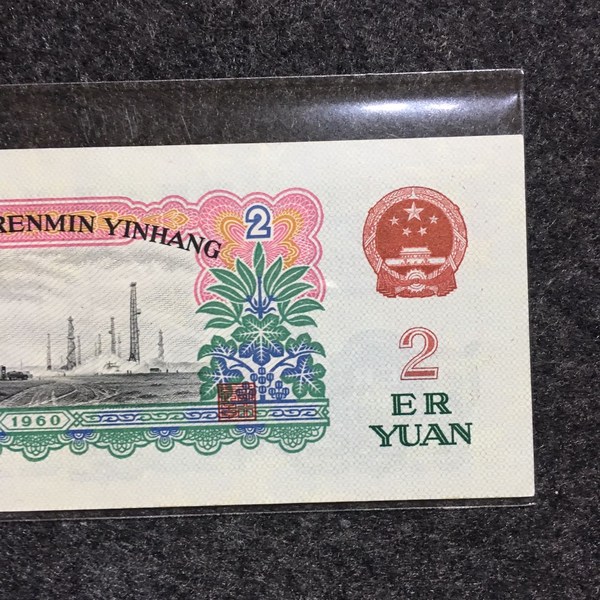 RENMIN YINHANG
2
1960
2
ER
YUAN